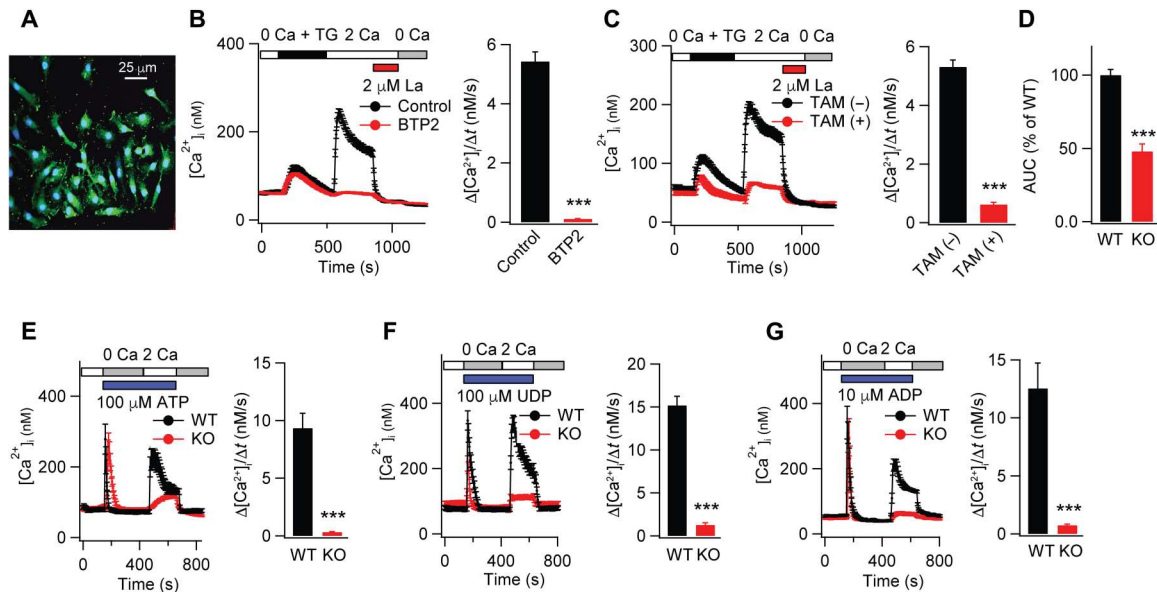 A
25 μm
B
0 Ca + TG 2 Ca 0 Ca
2 μM La
Control
BTP2
[Ca2+]i (nM)
400
300
200
100
0
0 500 1000
Time (s)
Δ[Ca2+]i/Δt (nM/s)
6
4
2
0
***
Control
BTP2
C
0 Ca + TG 2 Ca 0 Ca
2 μM La
TAM (–)
TAM (+)
[Ca2+]i (nM)
300
250
200
150
100
50
0
0 500 1000
Time (s)
Δ[Ca2+]i/Δt (nM/s)
6
4
2
0
***
TAM (-)
TAM (+)
D
AUC (% of WT)
100
50
0.0
***
WT KO
E
0 Ca 2 Ca
100 μM ATP
WT
KO
[Ca2+]i (nM)
400
200
0
0 400 800
Time (s)
Δ[Ca2+]i/Δt (nM/s)
15
10
5
0
***
WT KO
F
0 Ca 2 Ca
100 μM UDP
WT
KO
[Ca2+]i (nM)
400
200
0
0 400 800
Time (s)
Δ[Ca2+]i/Δt (nM/s)
20
15
10
5
0
***
WT KO
G
0 Ca 2 Ca
10 μM ADP
WT
KO
[Ca2+]i (nM)
400
200
0
0 400 800
Time (s)
Δ[Ca2+]i/Δt (nM/s)
15
10
5
0
***
WT KO